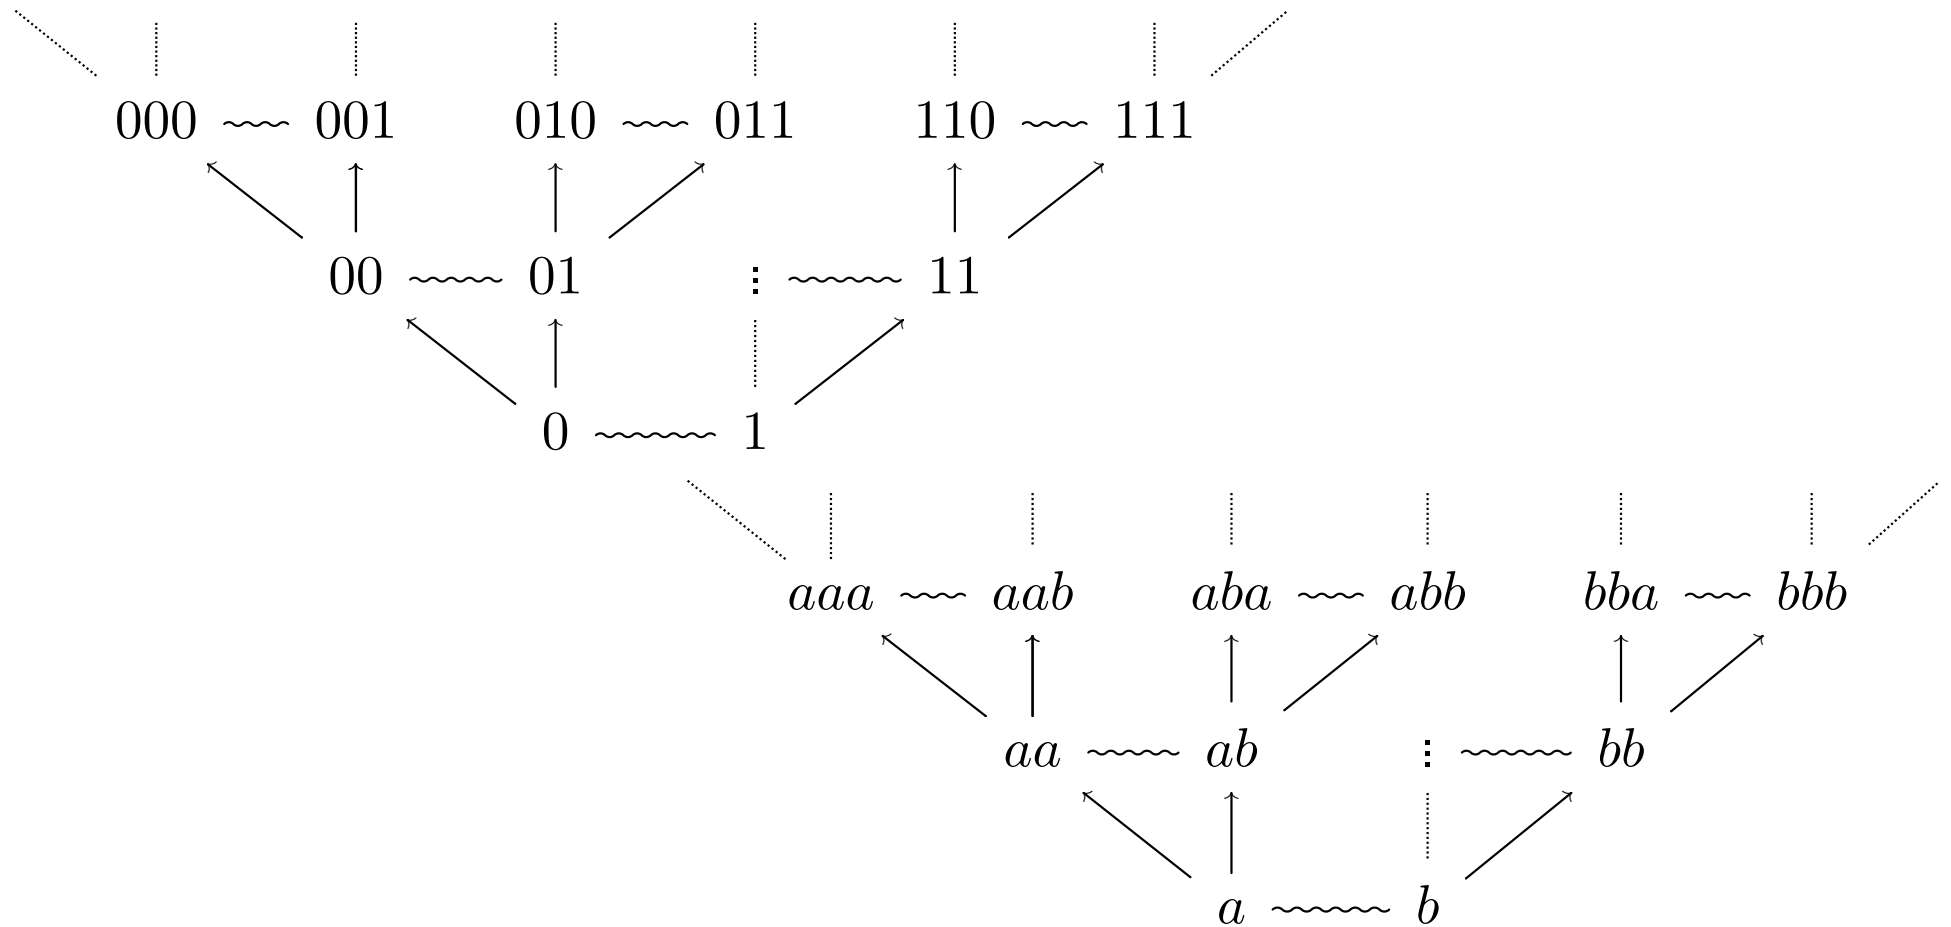 000 001 010 011 110 111
00 01 ⋮ 11
0 1
aaa aab aba abb bba bbb
aa ab ⋮ bb
a b